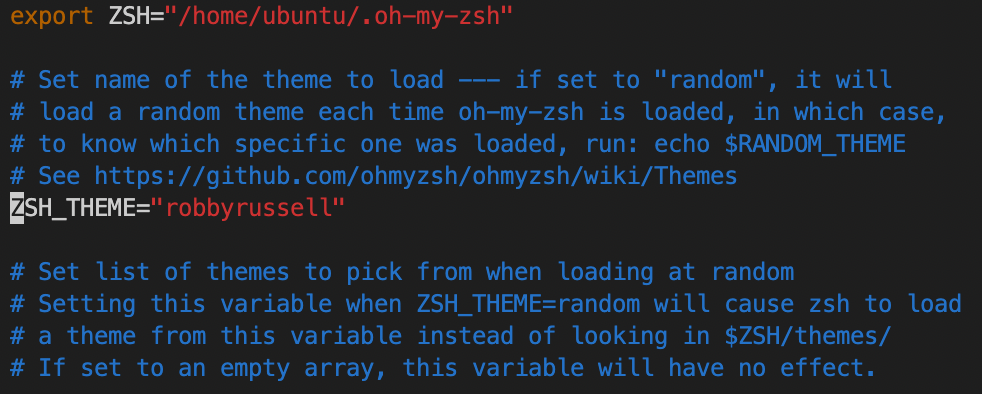 export ZSH="/home/ubuntu/.oh-my-zsh"
# Set name of the theme to load --- if set to "random", it will
# load a random theme each time oh-my-zsh is loaded, in which case,
# to know which specific one was loaded, run: echo $RANDOM_THEME
# See https://github.com/ohmyzsh/ohmyzsh/wiki/Themes
ZSH_THEME="robbyrussell"
# Set list of themes to pick from when loading at random
# Setting this variable when ZSH_THEME=random will cause zsh to load
# a theme from this variable instead of looking in $ZSH/themes/
# If set to an empty array, this variable will have no effect.